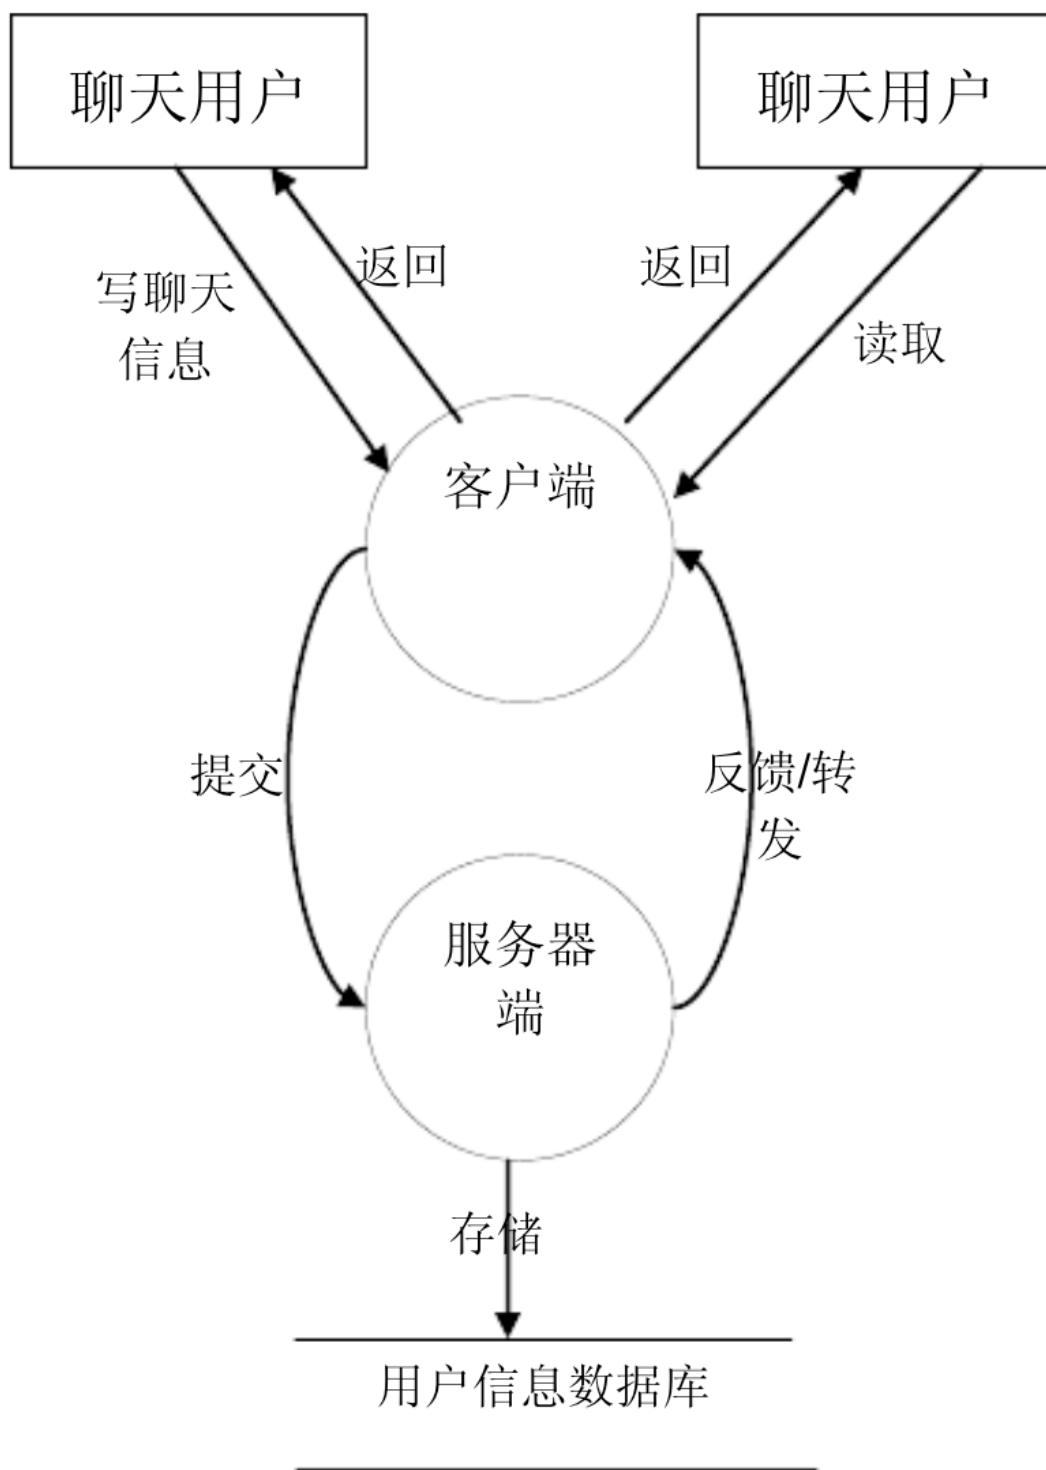 聊天用户
聊天用户
返回
返回
写聊天
信息
读取
客户端
提交
反馈/转
发
服务器
端
存储
用户信息数据库